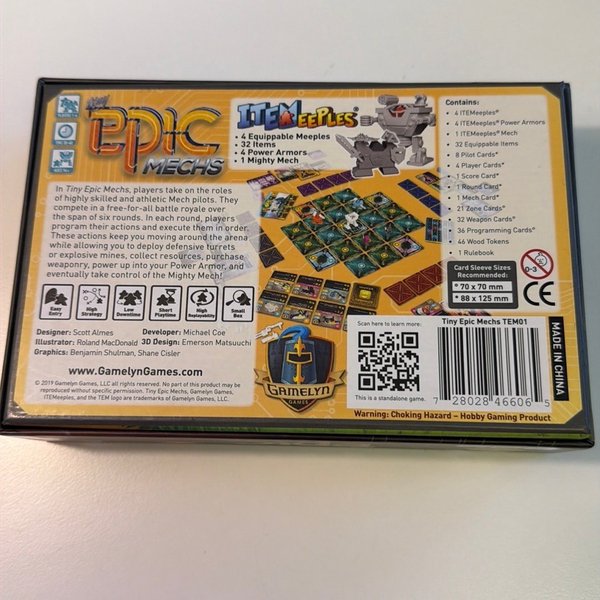 TINY
EPIC
MECHS
ITEMeeples®
• 4 Equippable Meeples
• 32 Items
• 4 Power Armors
• 1 Mighty Mech
In Tiny Epic Mechs, players take on the roles
of highly skilled and athletic Mech pilots. They
compete in a free-for-all battle royale over
the span of six rounds. In each round, players
program their actions and execute them in order.
These actions keep you moving around the arena
while allowing you to deploy defensive turrets
or explosive mines, collect resources, purchase
weaponry, power up into your Power Armor, and
eventually take control of the Mighty Mech!
Easy Entry
High Strategy
Low Downtime
Short Playtime
High Replayability
Small Box
Designer: Scott Almes Developer: Michael Coe
Illustrator: Roland MacDonald 3D Design: Emerson Matsuuchi
Graphics: Benjamin Shulman, Shane Cisler
www.GamelynGames.com
© 2019 Gamelyn Games, LLC all rights reserved. No part of this product may be
reproduced without specific permission. Tiny Epic Mechs, Gamelyn Games,
ITEMeeples, and the TEM logo are trademarks of Gamelyn Games, LLC.
GAMELYN
GAMES
Contains:
• 4 ITEMeeples®
• 4 ITEMeeples® Power Armors
• 1 ITEMeeples® Mech
• 32 Equippable Items
• 8 Pilot Cards*
• 4 Player Cards*
• 1 Score Card*
• 1 Round Card*
• 1 Mech Card*
• 21 Zone Cards*
• 32 Weapon Cards*
• 36 Programming Cards*
• 46 Wood Tokens
• 1 Rulebook
Card Sleeve Sizes
Recommended:
* 70 x 70 mm
* 88 x 125 mm
0-3
CE
Scan here to learn more:
This is a standalone game.
Tiny Epic Mechs TEM01
7 28028 46606 5
MADE IN CHINA
Warning: Choking Hazard – Hobby Gaming Product